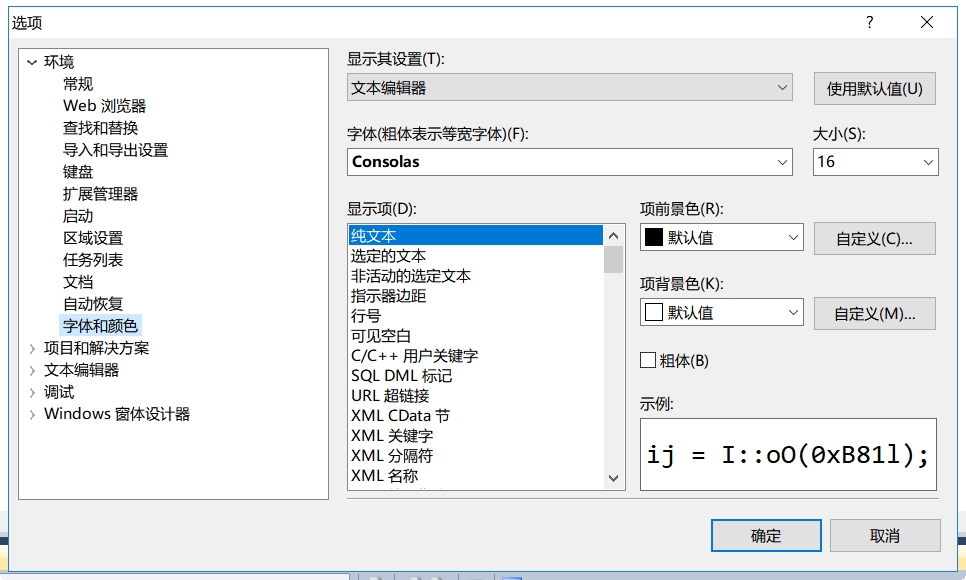 选项
?
环境
常规
Web 浏览器
查找和替换
导入和导出设置
键盘
扩展管理器
启动
区域设置
任务列表
文档
自动恢复
字体和颜色
项目和解决方案
文本编辑器
调试
Windows 窗体设计器
显示其设置(T):
文本编辑器
使用默认值(U)
字体(粗体表示等宽字体)(F):
大小(S):
Consolas
16
显示项(D):
纯文本
选定的文本
非活动的选定文本
指示器边距
行号
可见空白
C/C++ 用户关键字
SQL DML 标记
URL 超链接
XML CData 节
XML 关键字
XML 分隔符
XML 名称
项前景色(R):
默认值
自定义(C)...
项背景色(K):
默认值
自定义(M)...
粗体(B)
示例:
ij = I::oO(0xB81l);
确定
取消